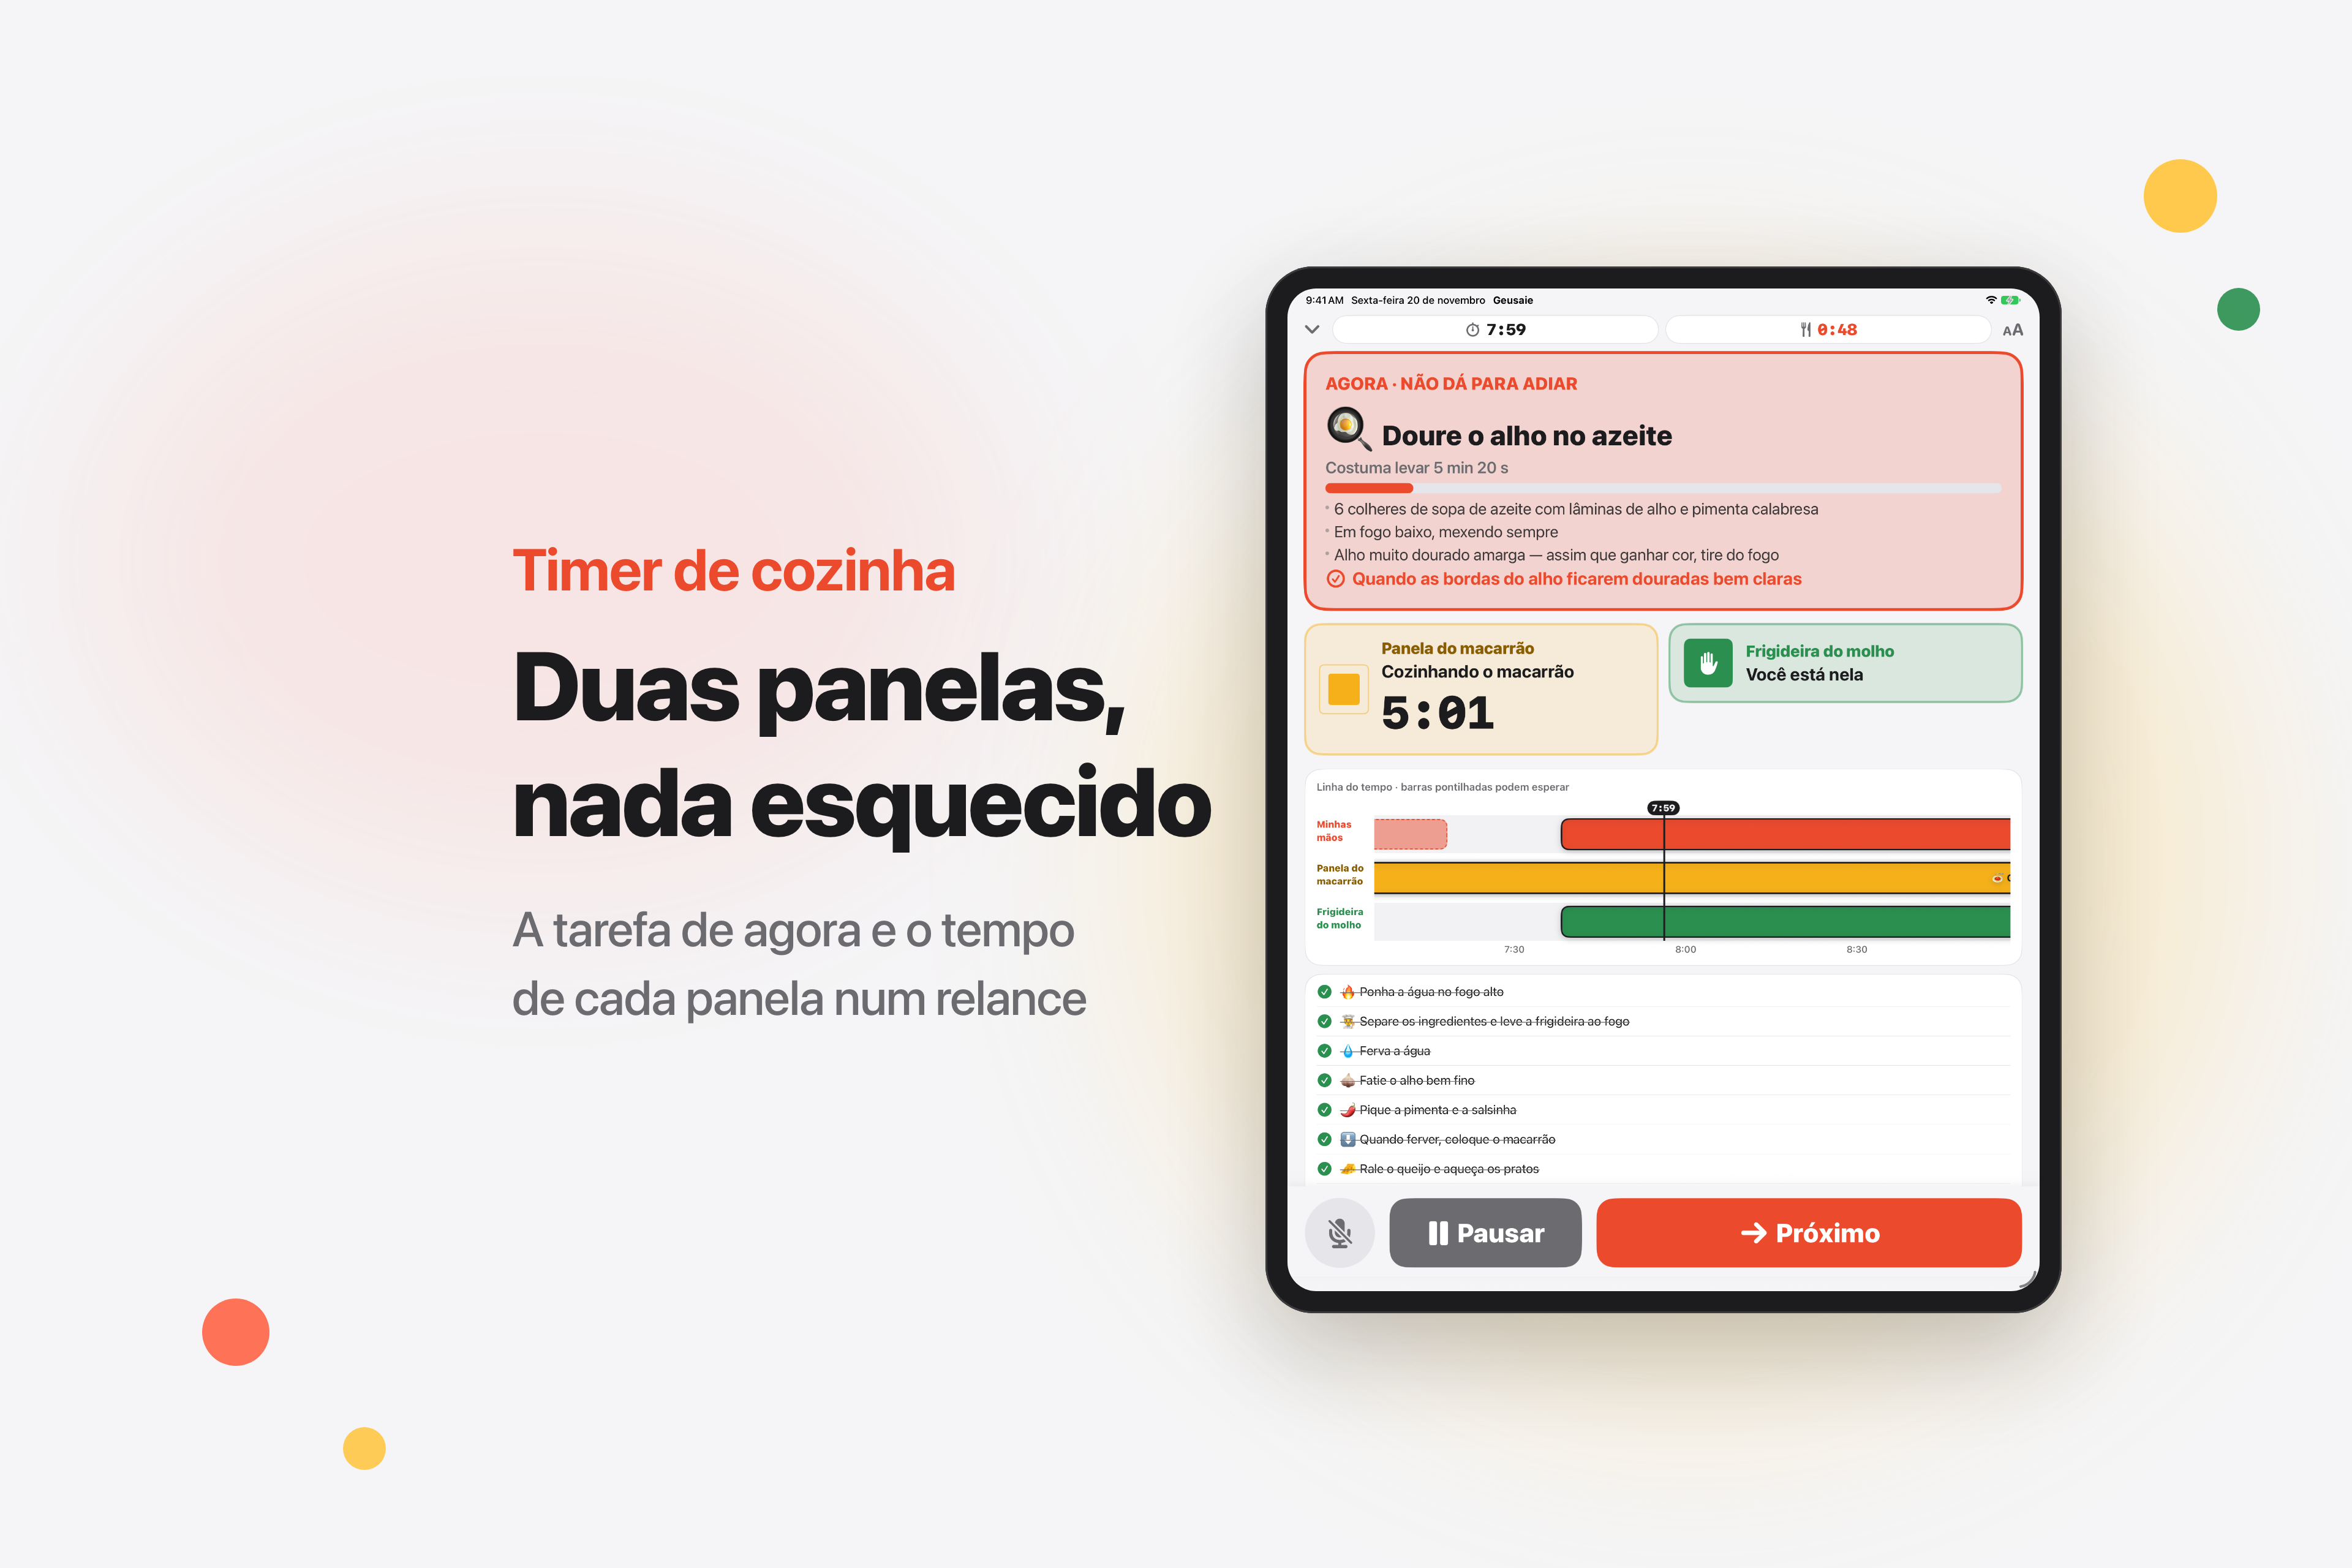 Timer de cozinha
Duas panelas,
nada esquecido
A tarefa de agora e o tempo
de cada panela num relance
9:41 AM Sexta-feira 20 de novembro Geusaie
7:59
0:48
AA
AGORA · NÃO DÁ PARA ADIAR
Doure o alho no azeite
Costuma levar 5 min 20 s
• 6 colheres de sopa de azeite com lâminas de alho e pimenta calabresa
• Em fogo baixo, mexendo sempre
• Alho muito dourado amarga — assim que ganhar cor, tire do fogo
Quando as bordas do alho ficarem douradas bem claras
Panela do macarrão
Cozinhando o macarrão
5:01
Frigideira do molho
Você está nela
Linha do tempo · barras pontilhadas podem esperar
7:59
Minhas
mãos
Panela do
macarrão
Frigideira
do molho
7:30 8:00 8:30
Ponha a água no fogo alto
Separe os ingredientes e leve a frigideira ao fogo
Ferva a água
Fatie o alho bem fino
Pique a pimenta e a salsinha
Quando ferver, coloque o macarrão
Rale o queijo e aqueça os pratos
Pausar
Próximo